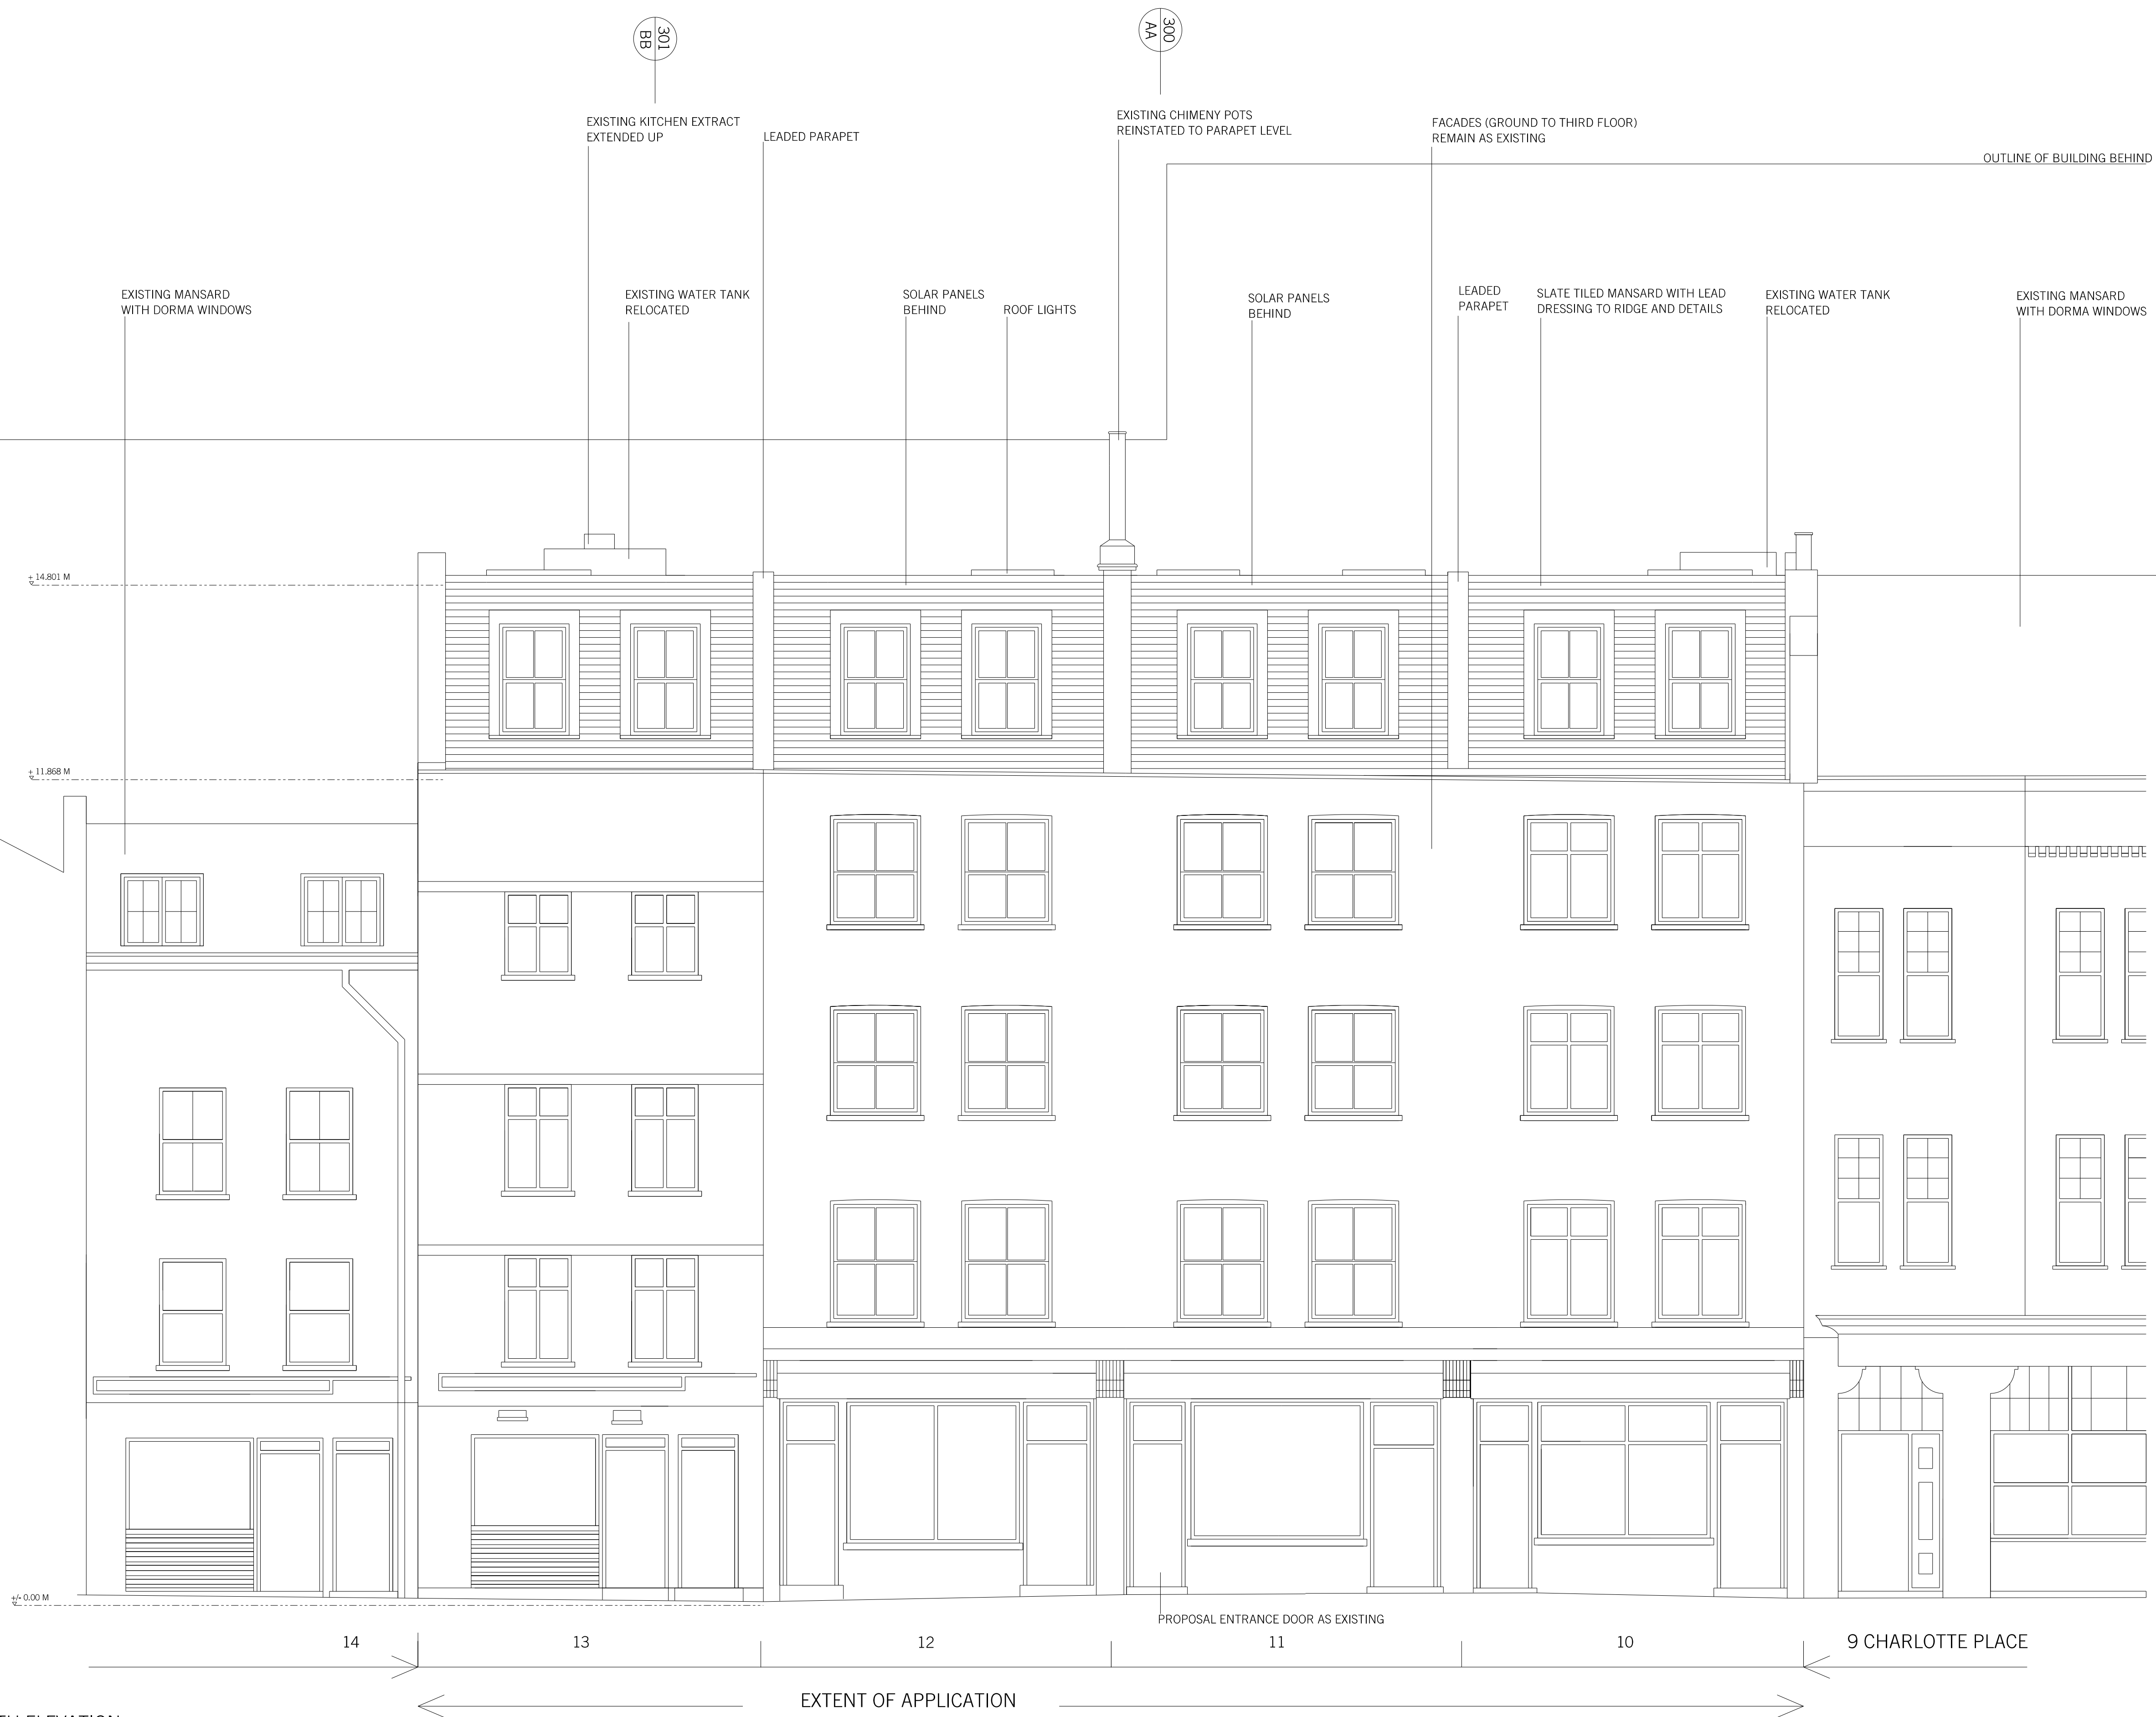 301
BB
300
AA
EXISTING KITCHEN EXTRACT
EXTENDED UP
LEADED PARAPET
EXISTING CHIMENY POTS
REINSTATED TO PARAPET LEVEL
FACADES (GROUND TO THIRD FLOOR)
REMAIN AS EXISTING
OUTLINE OF BUILDING BEHIND
EXISTING MANSARD
WITH DORMA WINDOWS
EXISTING WATER TANK
RELOCATED
SOLAR PANELS
BEHIND
ROOF LIGHTS
SOLAR PANELS
BEHIND
LEADED
PARAPET
SLATE TILED MANSARD WITH LEAD
DRESSING TO RIDGE AND DETAILS
EXISTING WATER TANK
RELOCATED
EXISTING MANSARD
WITH DORMA WINDOWS
+ 14.801 M
+ 11.868 M
+/- 0.00 M
PROPOSAL ENTRANCE DOOR AS EXISTING
14
13
12
11
10
9 CHARLOTTE PLACE
EXTENT OF APPLICATION